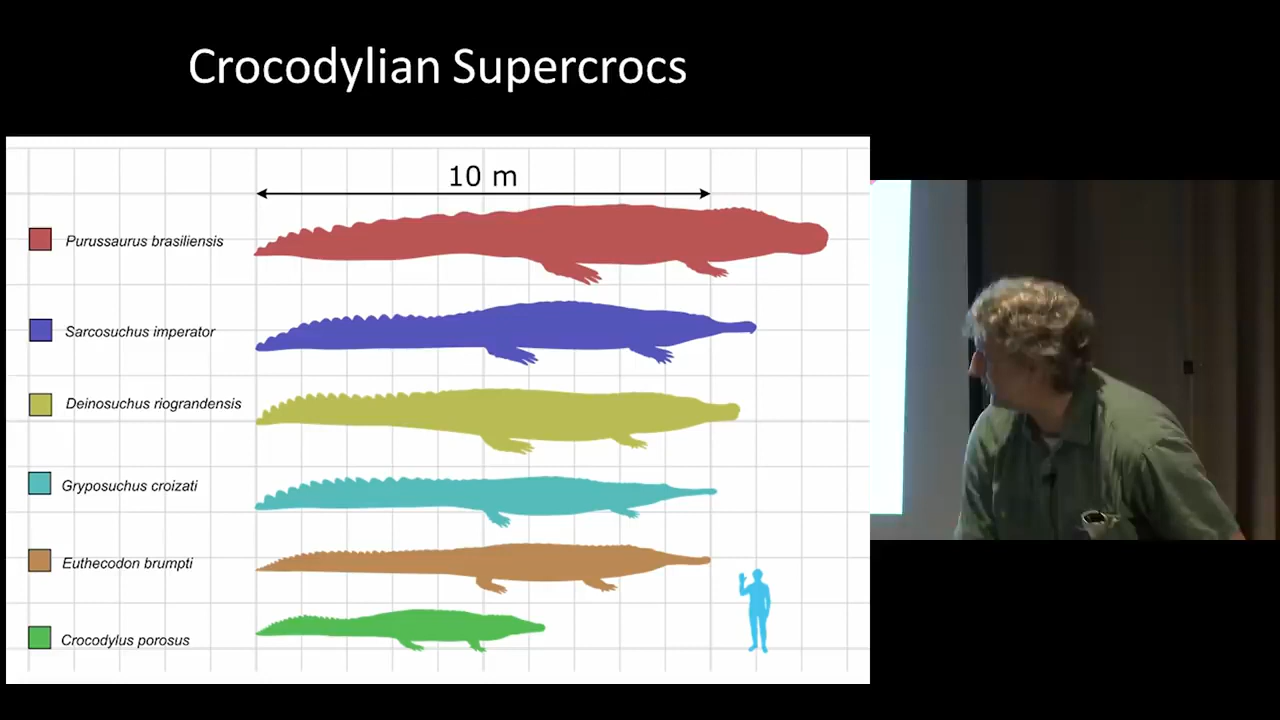 Crocodylian Supercrocs
10 m
Purussaurus brasiliensis
Sarcosuchus imperator
Deinosuchus riograndensis
Gryposuchus croizati
Euthecodon brumpti
Crocodylus porosus